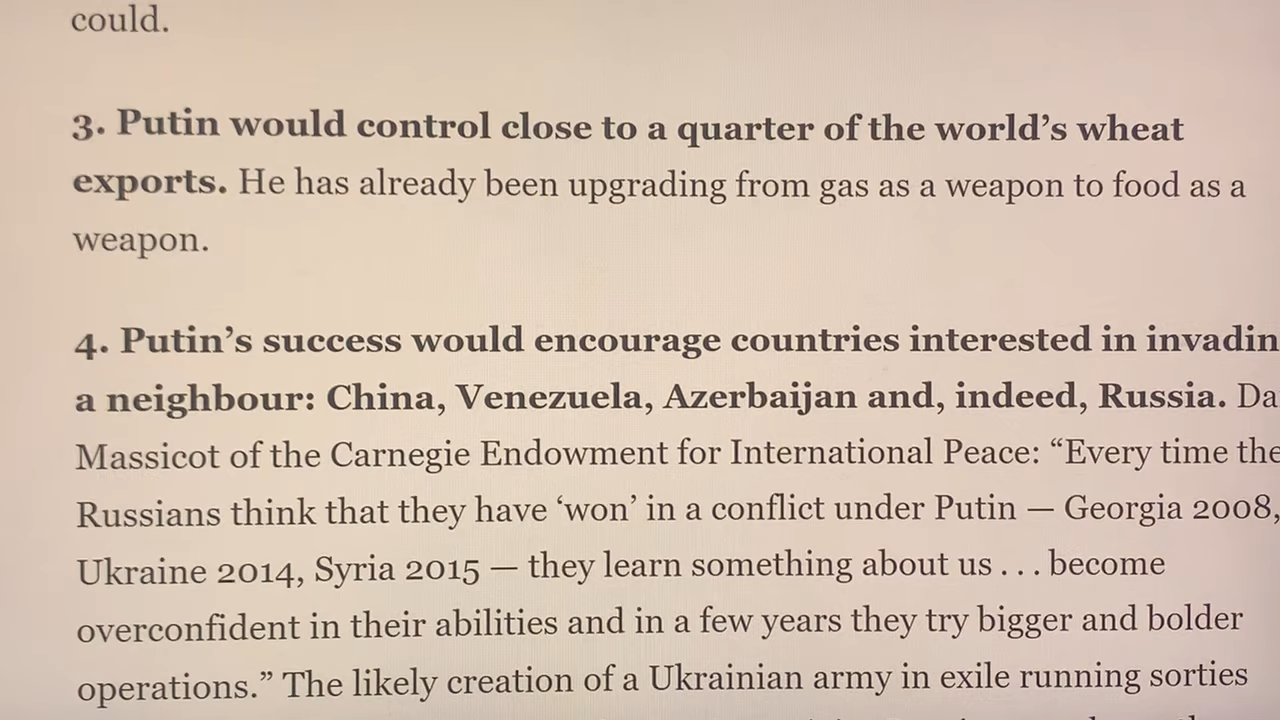 could.
3. Putin would control close to a quarter of the world's wheat
exports. He has already been upgrading from gas as a weapon to food as a
weapon.
4. Putin's success would encourage countries interested in invadin
a neighbour: China, Venezuela, Azerbaijan and, indeed, Russia. Da
Massicot of the Carnegie Endowment for International Peace: “Every time the
Russians think that they have ‘won’ in a conflict under Putin — Georgia 2008,
Ukraine 2014, Syria 2015 — they learn something about us . . . become
overconfident in their abilities and in a few years they try bigger and bolder
operations.” The likely creation of a Ukrainian army in exile running sorties